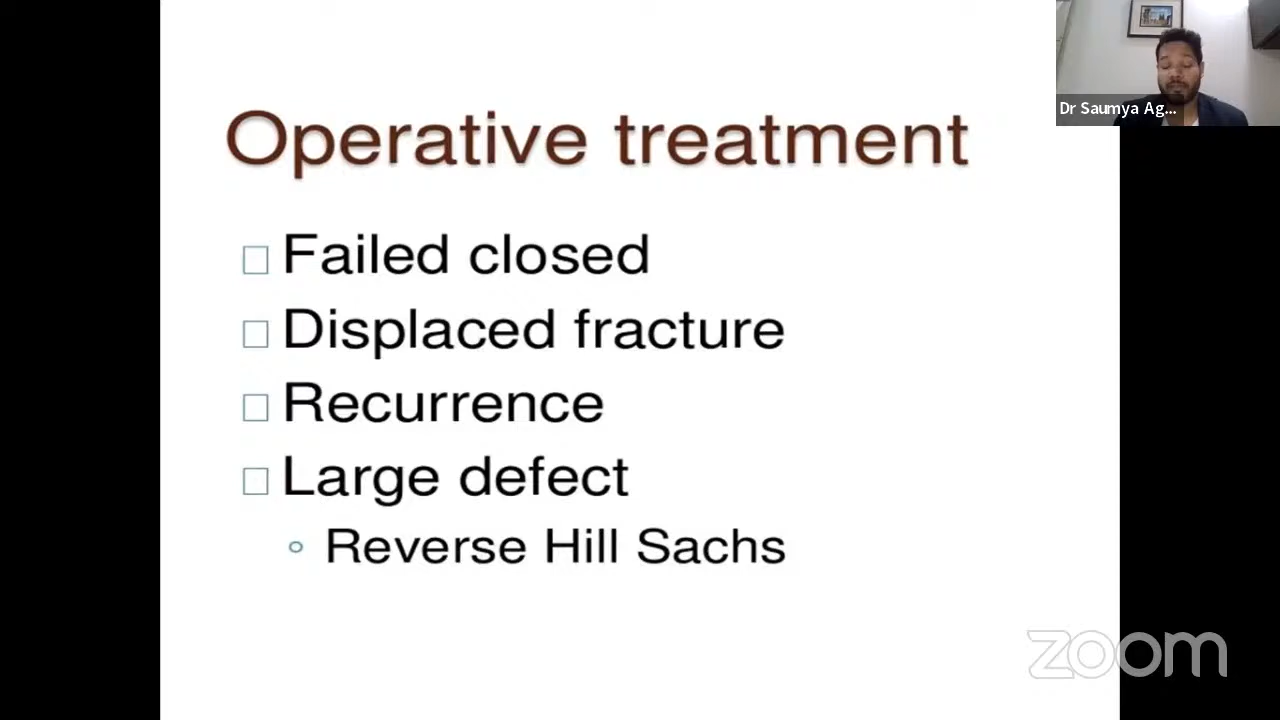 Operative treatment
Failed closed
Displaced fracture
Recurrence
Large defect
Reverse Hill Sachs
Dr Saumya Ag...
zoom